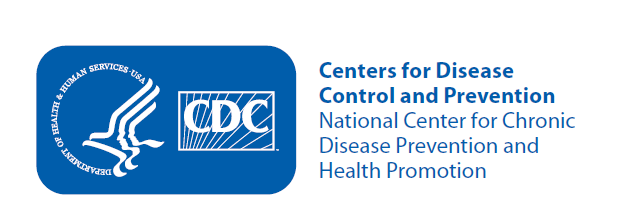 DEPARTMENT OF HEALTH & HUMAN SERVICES·USA
CDC
Centers for Disease
Control and Prevention
National Center for Chronic
Disease Prevention and
Health Promotion